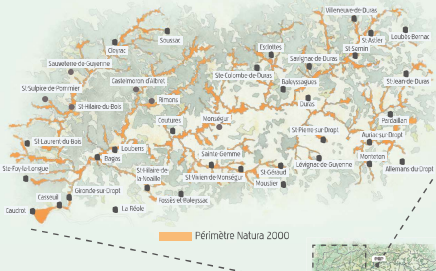 Villeneuve-de-Duras
Soussac
St-Astier
Loubès-Bernac
Cleyrac
Esclottes
St-Sernin
Sauveterre-de-Guyenne
Savignac-de-Duras
Ste-Colombe-de-Duras
St-Jean-de-Duras
Castelmoron d'albret
Baleyssagues
St-Sulpice de Pommier
Rimons
Duras
St-Hilaire du Bois
Pardaillan
Coutures
Monségur
St-Pierre-sur Dropt
St-Laurent du Bois
Auriac-sur Dropt
Loubens
Bagas
Sainte-Gemme
Monteton
Lévignac-de-Guyenne
Ste-Foy-la-Longue
St-Hilaire de la Noaille
St-Géraud
Allemans du Dropt
St-Vivien de Monségur
Moustier
Gironde-sur Dropt
Casseuil
Fossès et Baleyssac
Caudrot
La Réole
Périmètre Natura 2000